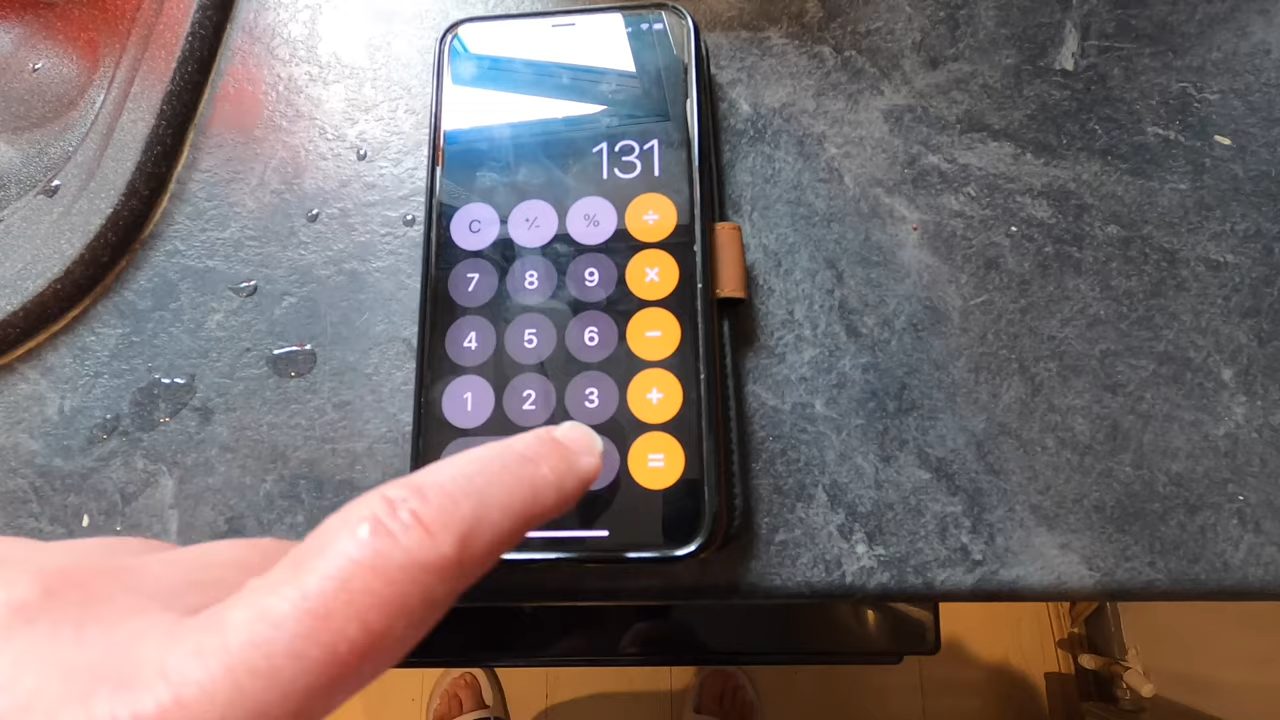 131
C +/- % ÷
7 8 9 ×
4 5 6 −
1 2 3 +
=